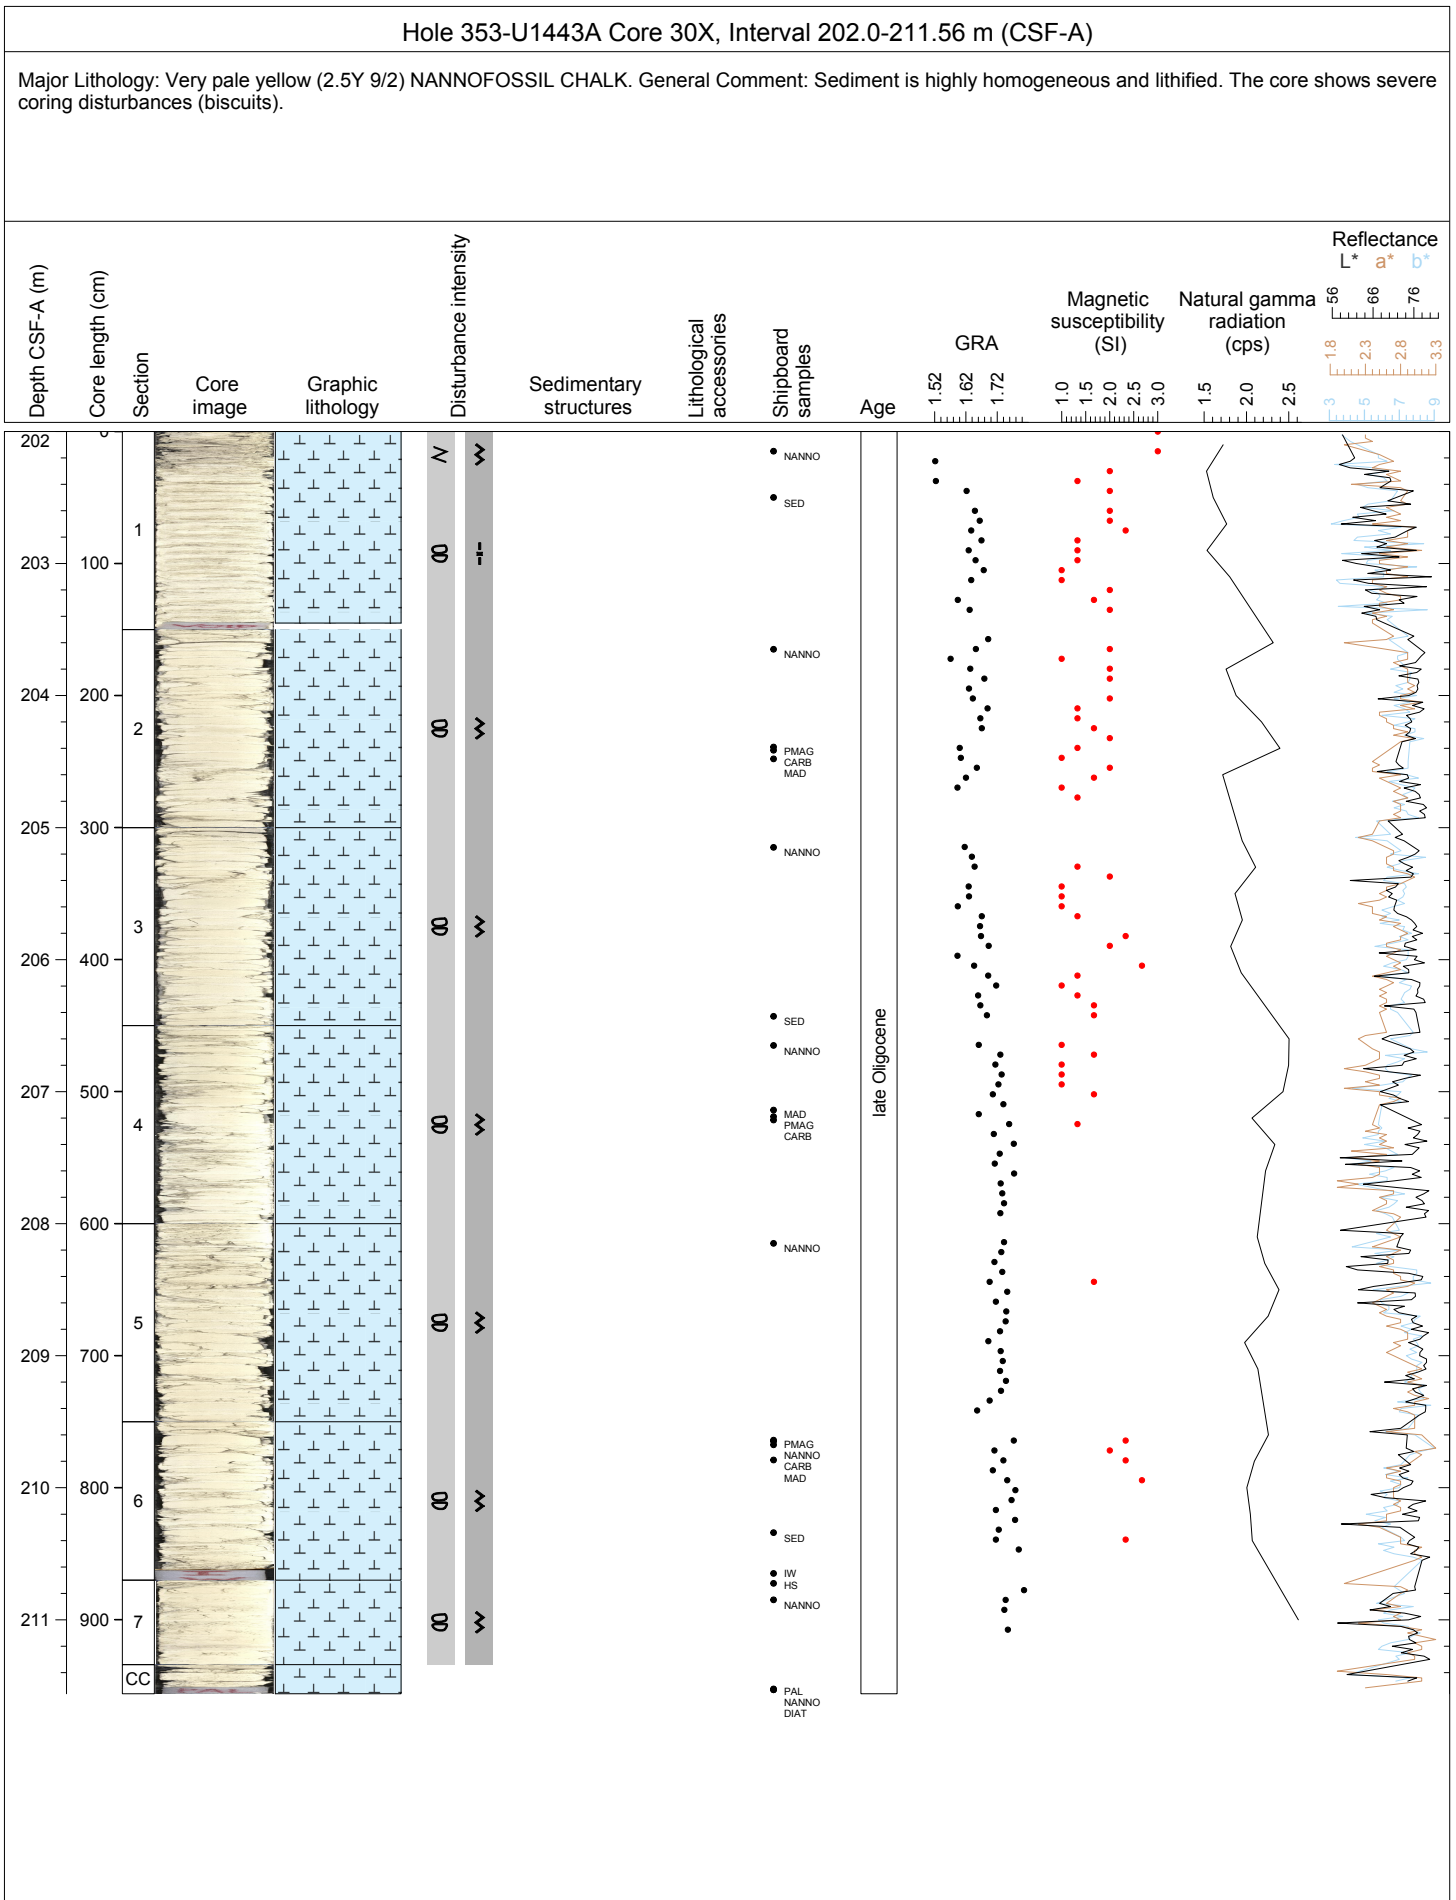 Hole 353-U1443A Core 30X, Interval 202.0-211.56 m (CSF-A)
Major Lithology: Very pale yellow (2.5Y 9/2) NANNOFOSSIL CHALK. General Comment: Sediment is highly homogeneous and lithified. The core shows severe
coring disturbances (biscuits).
Depth CSF-A (m)
Core length (cm)
Section
Core
image
Graphic
lithology
Disturbance intensity
Sedimentary
structures
Lithological
accessories
Shipboard
samples
Age
GRA
1.52 1.62 1.72
Magnetic
susceptibility
(SI)
1.0 1.5 2.0 2.5 3.0
Natural gamma
radiation
(cps)
1.5 2.0 2.5
Reflectance
L* a* b*
56 66 76
1.8 2.3 2.8 3.3
3 5 7 9
202 0
NANNO
SED
1
203 100
NANNO
204 200
2
PMAG
CARB
MAD
205 300
NANNO
3
206 400
SED
NANNO
late Oligocene
207 500
MAD
4 PMAG
CARB
208 600
NANNO
5
209 700
PMAG
NANNO
CARB
MAD
210 800
6
SED
IW
HS
NANNO
211 900 7
CC
PAL
NANNO
DIAT